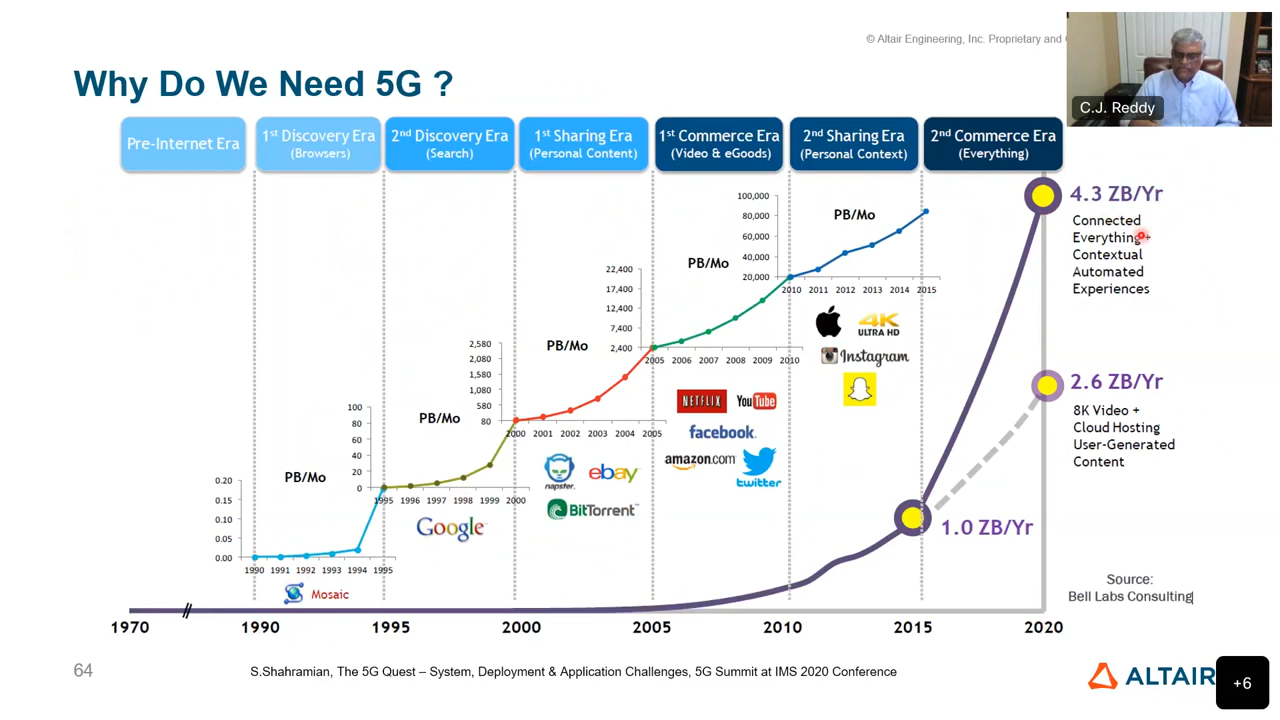 © Altair Engineering, Inc. Proprietary and
Why Do We Need 5G ?
C.J. Reddy
Pre-Internet Era
1st Discovery Era
(Browsers)
2nd Discovery Era
(Search)
1st Sharing Era
(Personal Content)
1st Commerce Era
(Video & eGoods)
2nd Sharing Era
(Personal Context)
2nd Commerce Era
(Everything)
4.3 ZB/Yr
Connected
Everything +
Contextual
Automated
Experiences
100,000
80,000
60,000
40,000
20,000
PB/Mo
2010 2011 2012 2013 2014 2015
4K
ULTRA HD
Instagram
22,400
17,400
12,400
7,400
2,400
PB/Mo
2005 2006 2007 2008 2009 2010
NETFLIX
YouTube
facebook
amazon.com
twitter
2,580
2,080
1,580
1,080
580
80
PB/Mo
2000 2001 2002 2003 2004 2005
napster.
ebay
BitTorrent™
100
80
60
40
20
0
PB/Mo
1995 1996 1997 1998 1999 2000
Google™
0.20
0.15
0.10
0.05
0.00
PB/Mo
1990 1991 1992 1993 1994 1995
Mosaic
2.6 ZB/Yr
8K Video +
Cloud Hosting
User-Generated
Content
1.0 ZB/Yr
Source:
Bell Labs Consulting
1970 1990 1995 2000 2005 2010 2015 2020
64
S.Shahramian, The 5G Quest – System, Deployment & Application Challenges, 5G Summit at IMS 2020 Conference
ALTAIR
+6